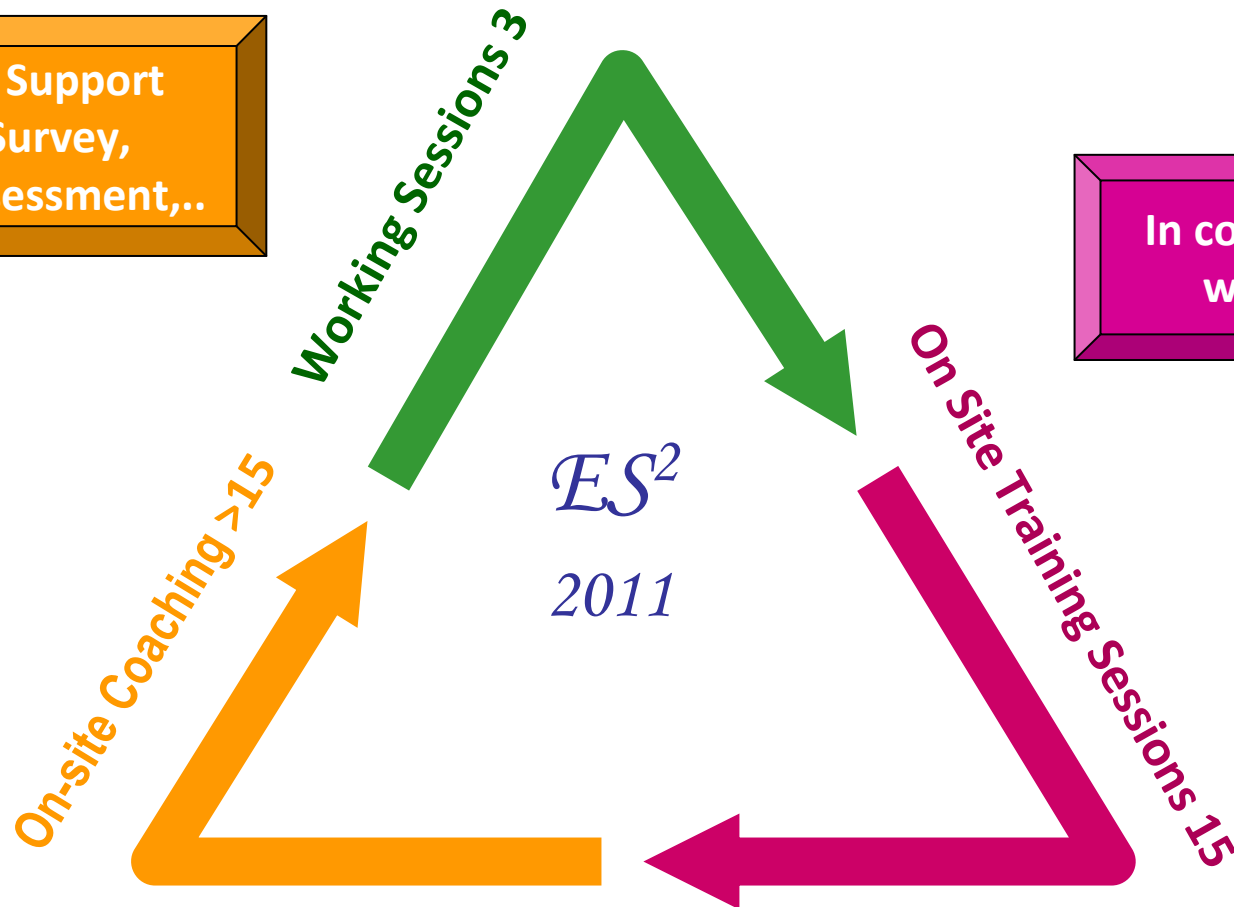 Support
Survey,
essment,..
Working Sessions 3
In co
w
On Site Training Sessions 15
ES²
2011
On-site Coaching >15